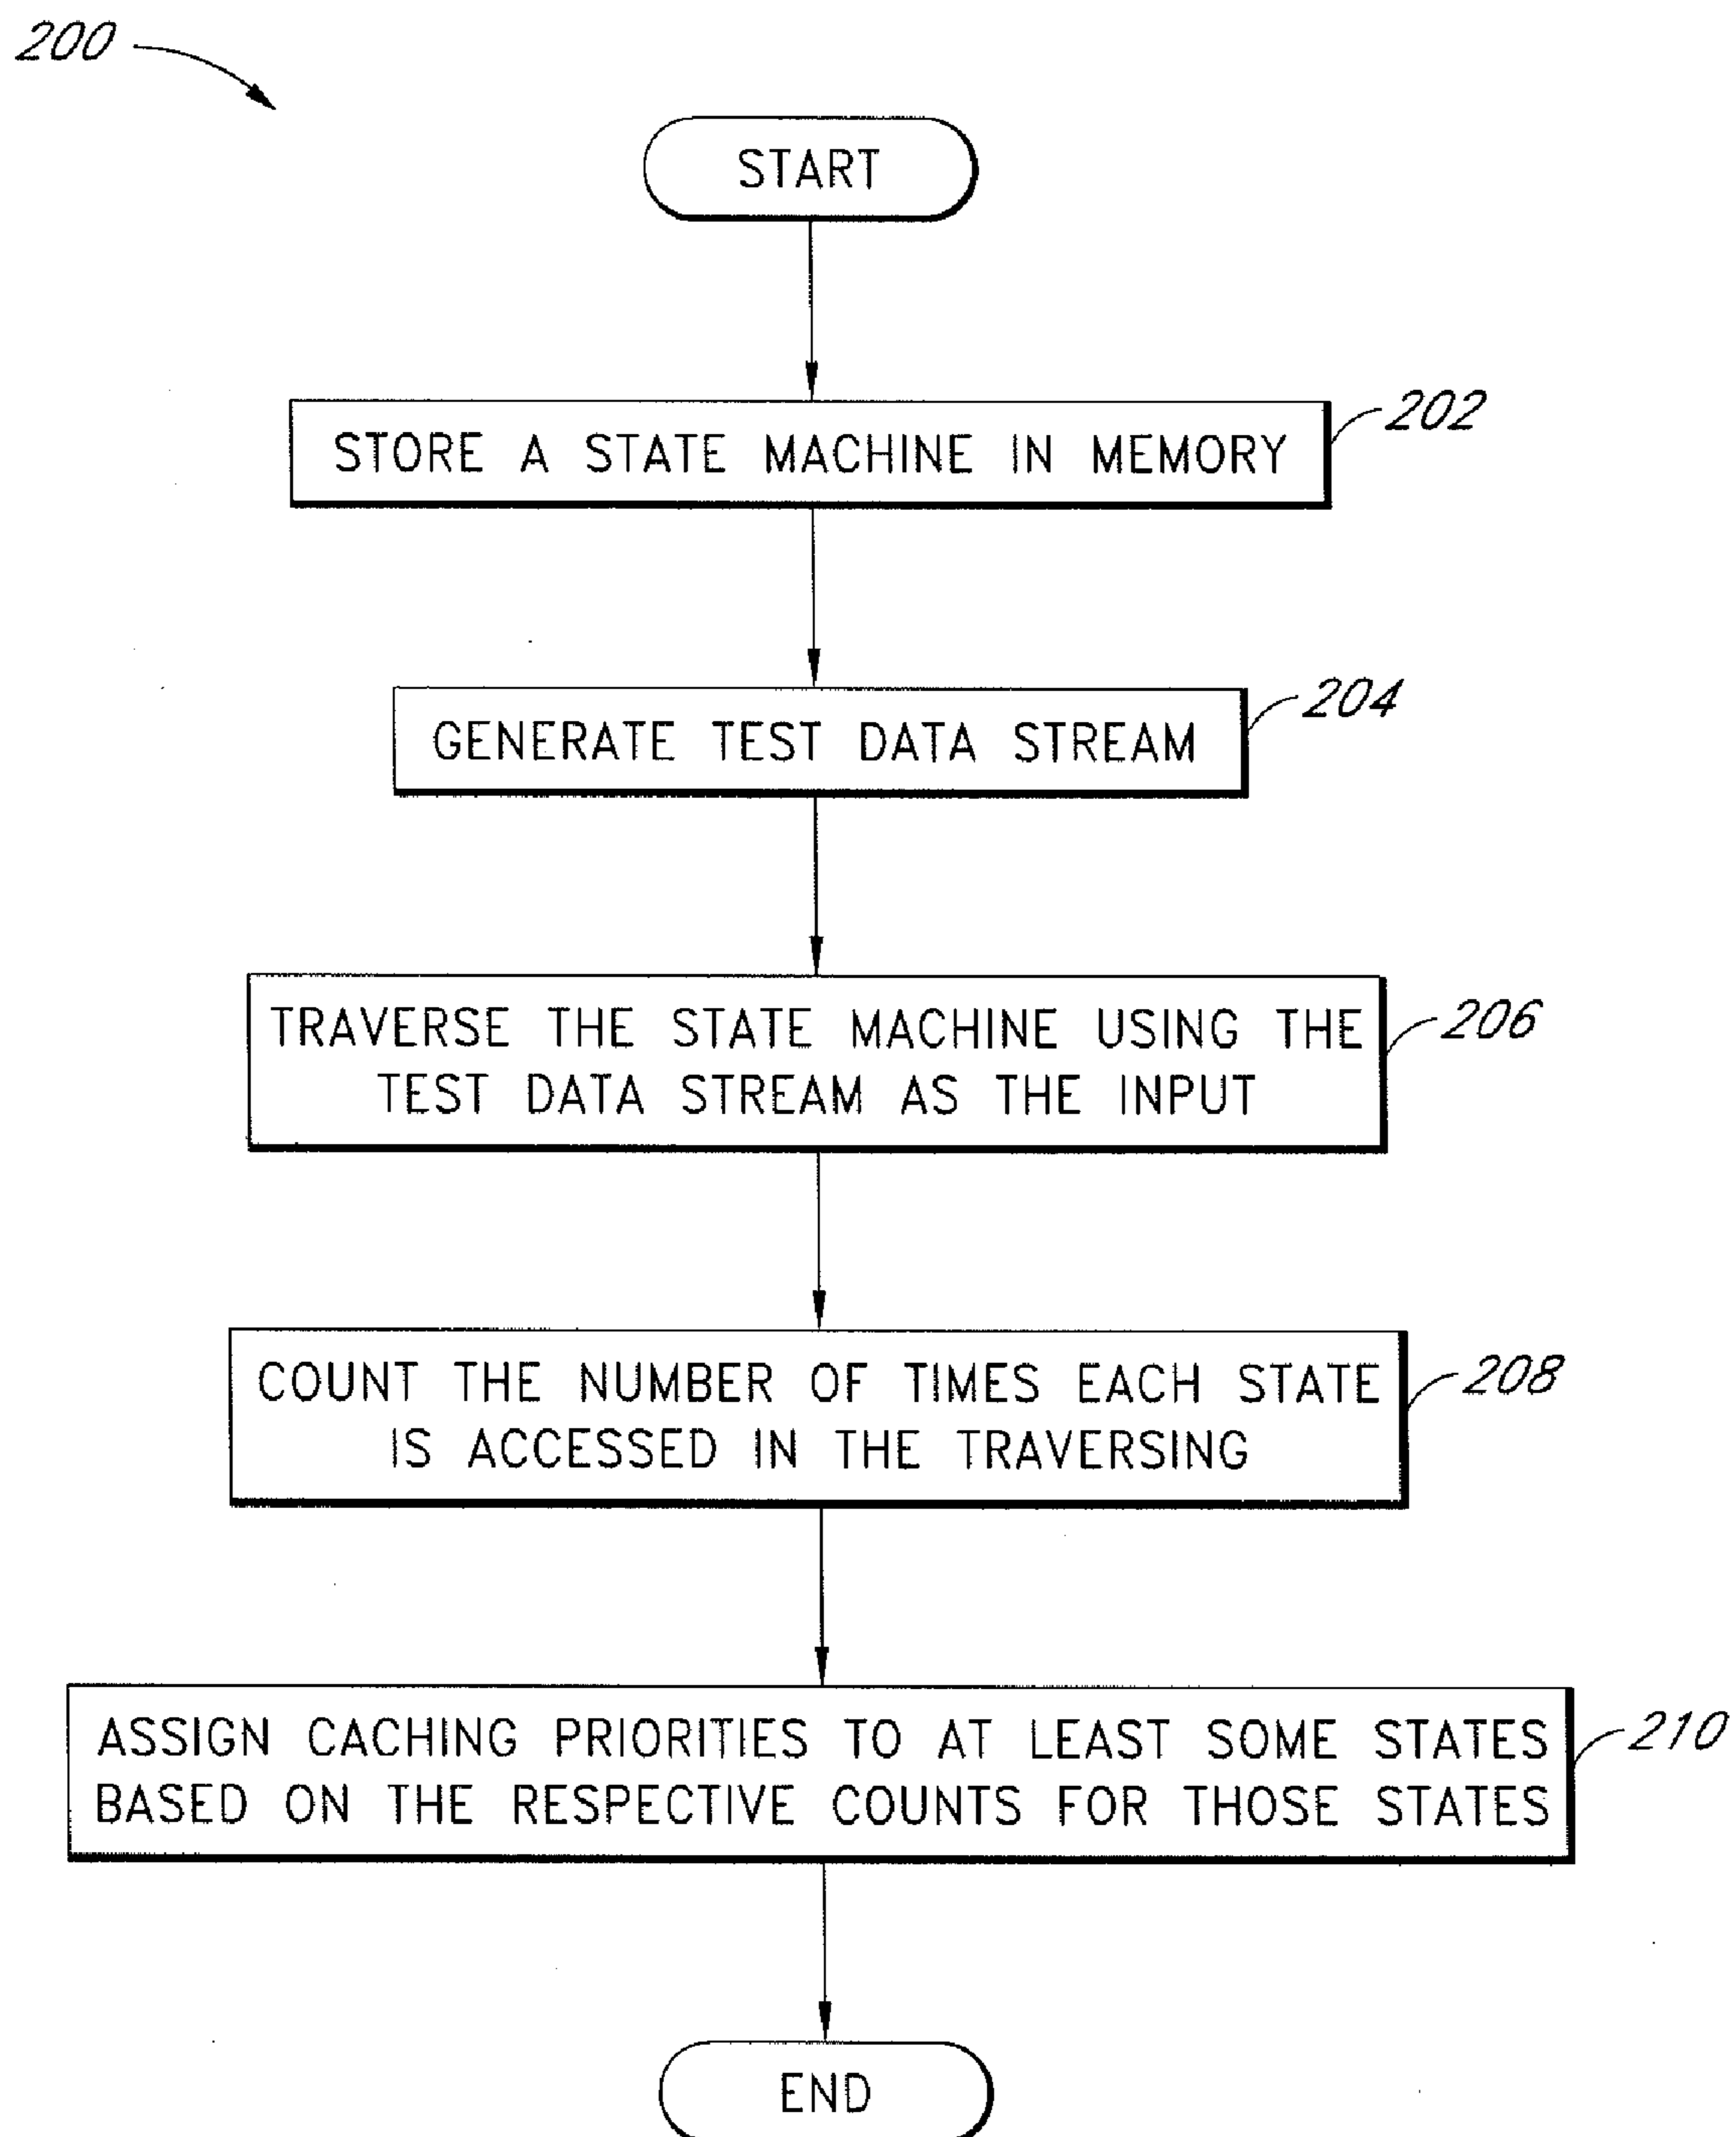 200
START
STORE A STATE MACHINE IN MEMORY
202
GENERATE TEST DATA STREAM
204
TRAVERSE THE STATE MACHINE USING THE
TEST DATA STREAM AS THE INPUT
206
COUNT THE NUMBER OF TIMES EACH STATE
IS ACCESSED IN THE TRAVERSING
208
ASSIGN CACHING PRIORITIES TO AT LEAST SOME STATES
BASED ON THE RESPECTIVE COUNTS FOR THOSE STATES
210
END